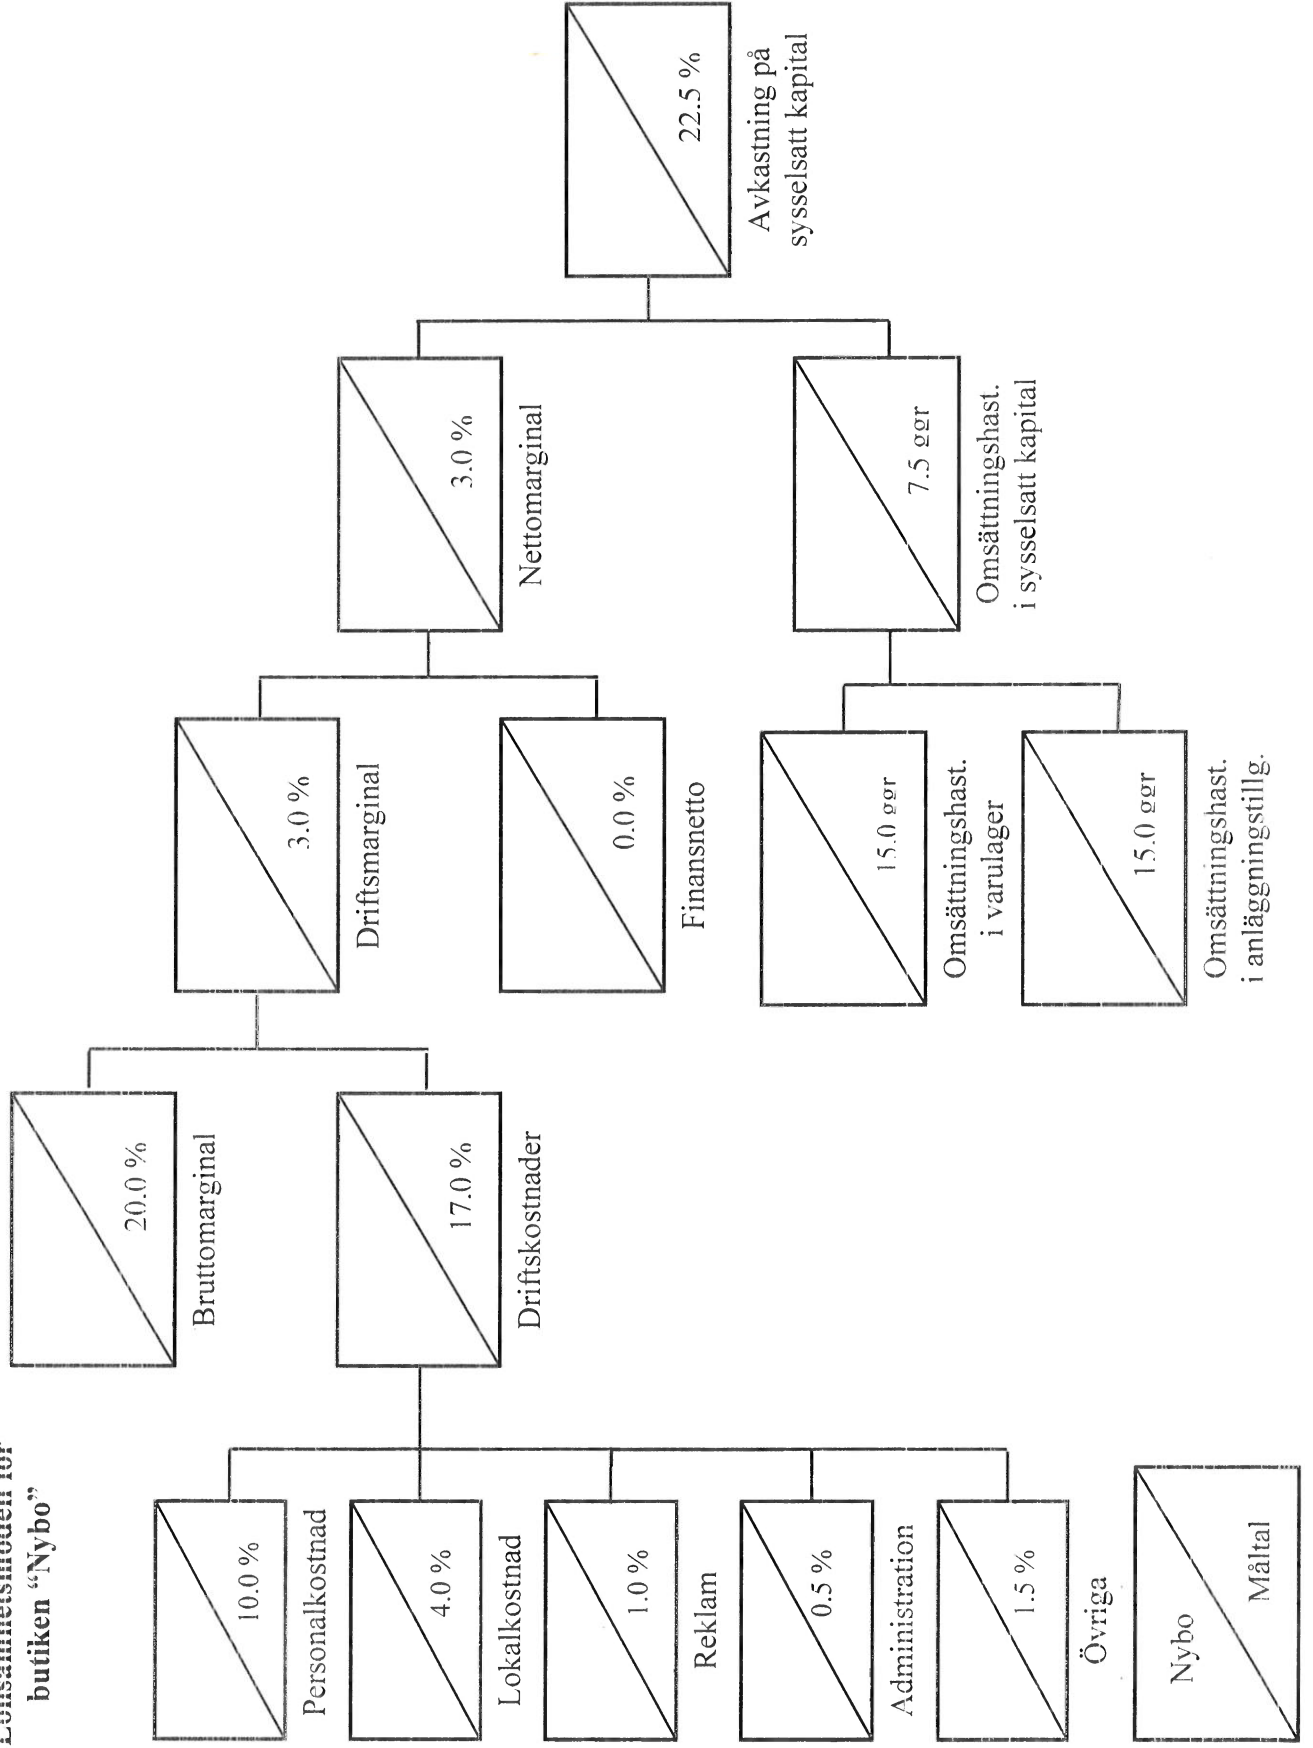 Lönsamhetsmodell för
butiken “Nybo”
10.0 %
Personalkostnad
4.0 %
Lokalkostnad
1.0 %
Reklam
0.5 %
Administration
1.5 %
Övriga
Nybo
Måltal
20.0 %
Bruttomarginal
17.0 %
Driftskostnader
3.0 %
Driftsmarginal
0.0 %
Finansnetto
15.0 ggr
Omsättningshast.
i varulager
15.0 ggr
Omsättningshast.
i anläggningstillg.
3.0 %
Nettomarginal
7.5 ggr
Omsättningshast.
i sysselsatt kapital
22.5 %
Avkastning på
sysselsatt kapital